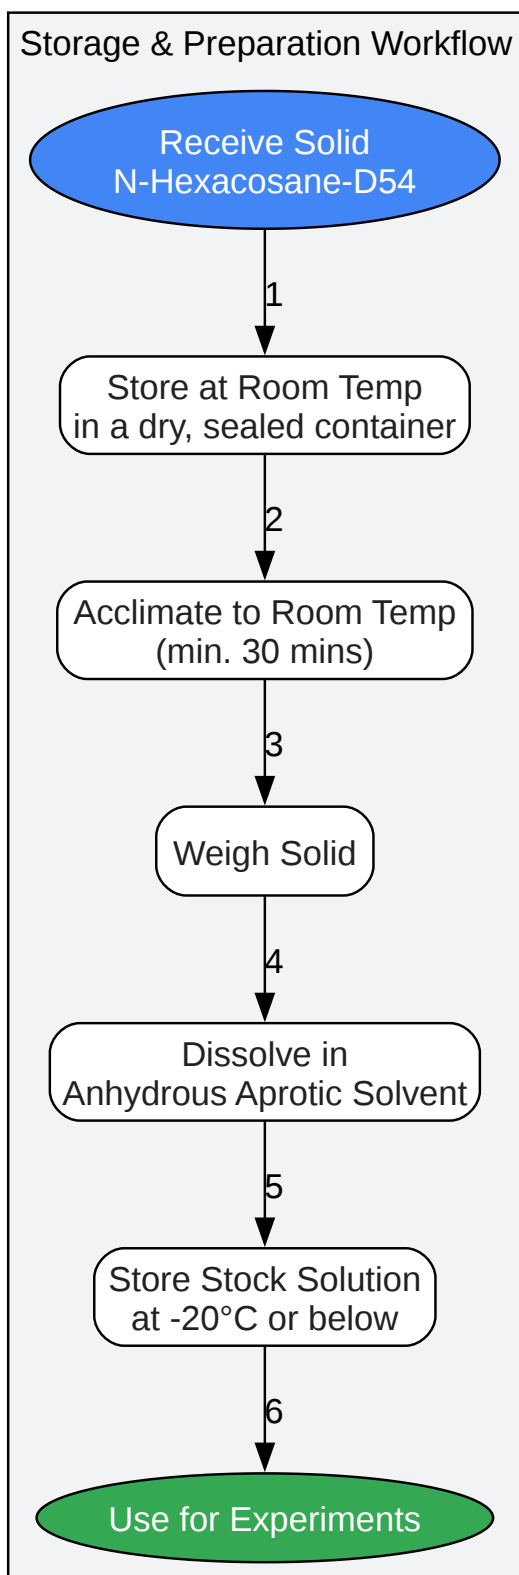 Storage & Preparation Workflow
Receive Solid
N-Hexacosane-D54
1
Store at Room Temp
in a dry, sealed container
2
Acclimate to Room Temp
(min. 30 mins)
3
Weigh Solid
4
Dissolve in
Anhydrous Aprotic Solvent
5
Store Stock Solution
at -20°C or below
6
Use for Experiments